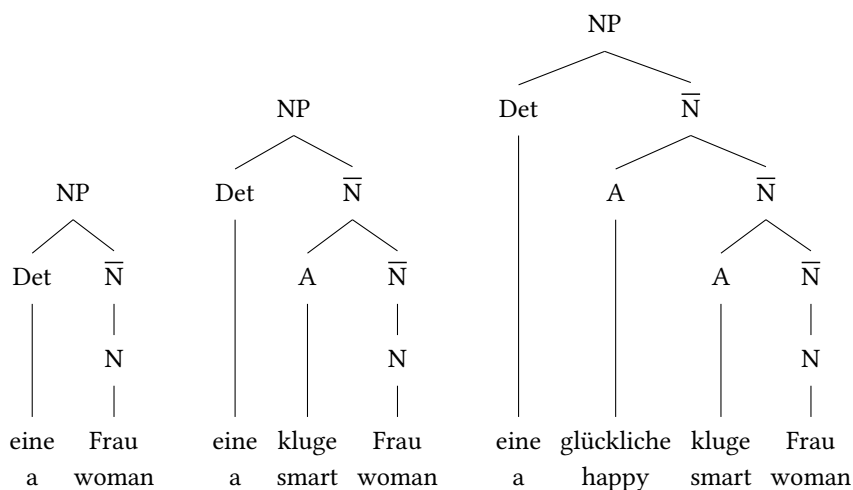 NP
NP Det N̅
NP Det N̅ A N̅
Det N̅ A N̅ A N̅
N N N
eine Frau eine kluge Frau eine glückliche kluge Frau
a woman a smart woman a happy smart woman